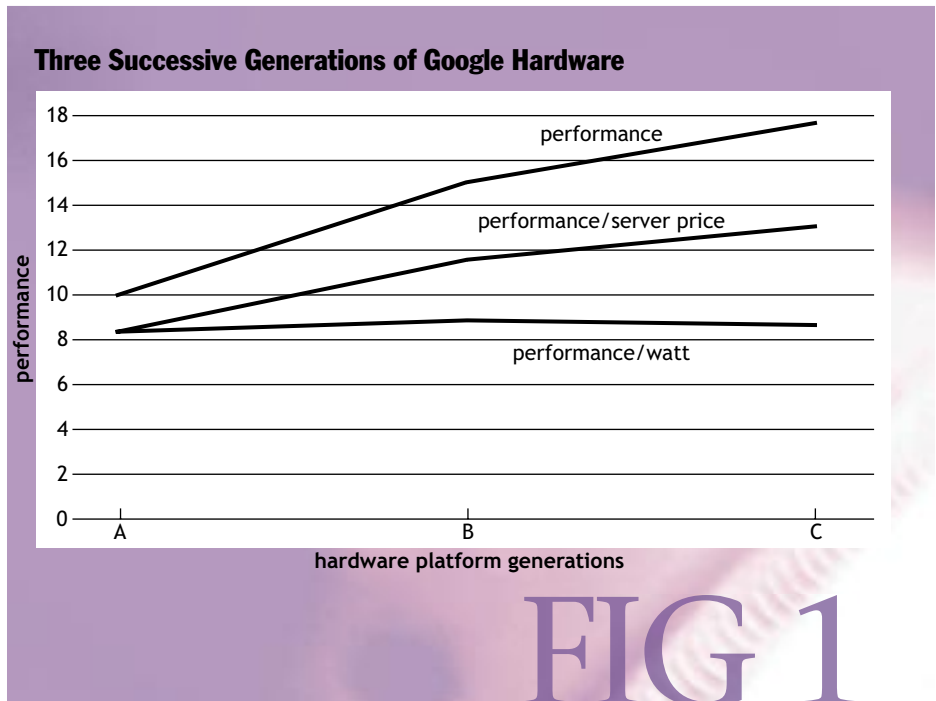 Three Successive Generations of Google Hardware
18
16
14
12
10
8
6
4
2
0
performance
performance
performance/server price
performance/watt
A B C
hardware platform generations
FIG 1